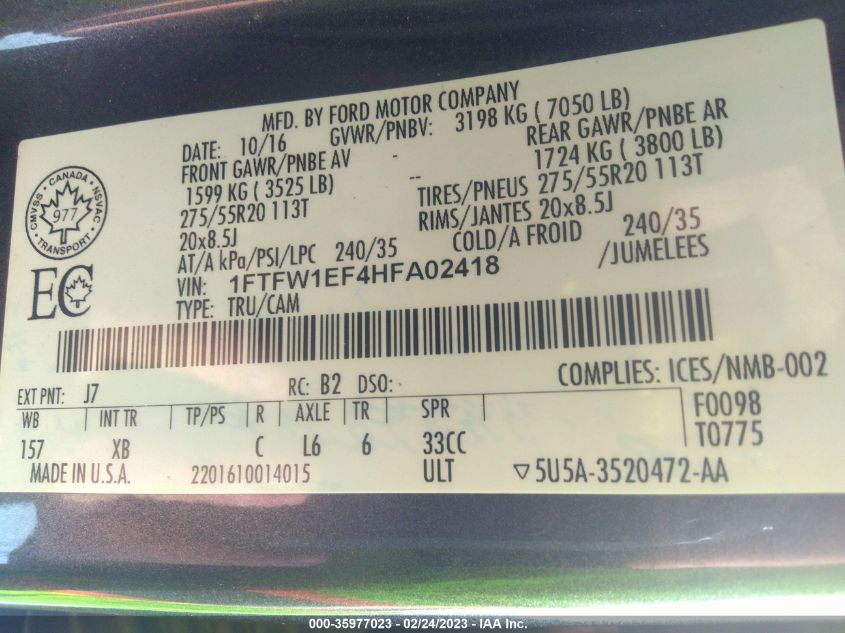 MFD. BY FORD MOTOR COMPANY
DATE: 10/16 GVWR/PNBV: 3198 KG ( 7050 LB)
FRONT GAWR/PNBE AV - REAR GAWR/PNBE AR
1599 KG ( 3525 LB) -- 1724 KG ( 3800 LB)
275/55R20 113T TIRES/PNEUS 275/55R20 113T
20x8.5J RIMS/JANTES 20x8.5J
AT/A kPa/PSI/LPC 240/35 COLD/A FROID 240/35
VIN: 1FTFW1EF4HFA02418 /JUMELEES
TYPE: TRU/CAM
CANADA
CMVSS NSVAC
977
TRANSPORT
EC
EXT PNT: J7 RC: B2 DSO: COMPLIES: ICES/NMB-002
WB INT TR TP/PS R AXLE TR SPR F0098
157 XB C L6 6 33CC T0775
MADE IN U.S.A. 2201610014015 ULT ▽5U5A-3520472-AA
000-35977023 - 02/24/2023 - IAA Inc.